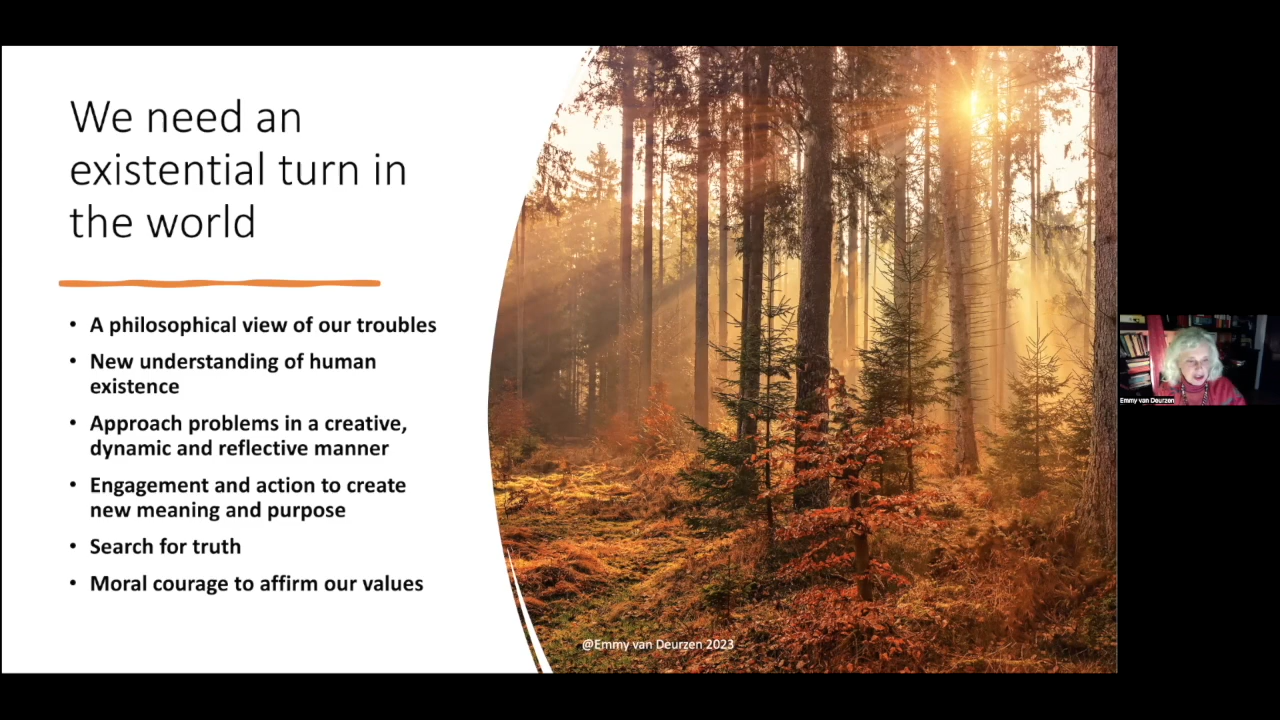 We need an
existential turn in
the world
• A philosophical view of our troubles
• New understanding of human
existence
• Approach problems in a creative,
dynamic and reflective manner
• Engagement and action to create
new meaning and purpose
• Search for truth
• Moral courage to affirm our values
@Emmy van Deurzen 2023
Emmy van Deurzen